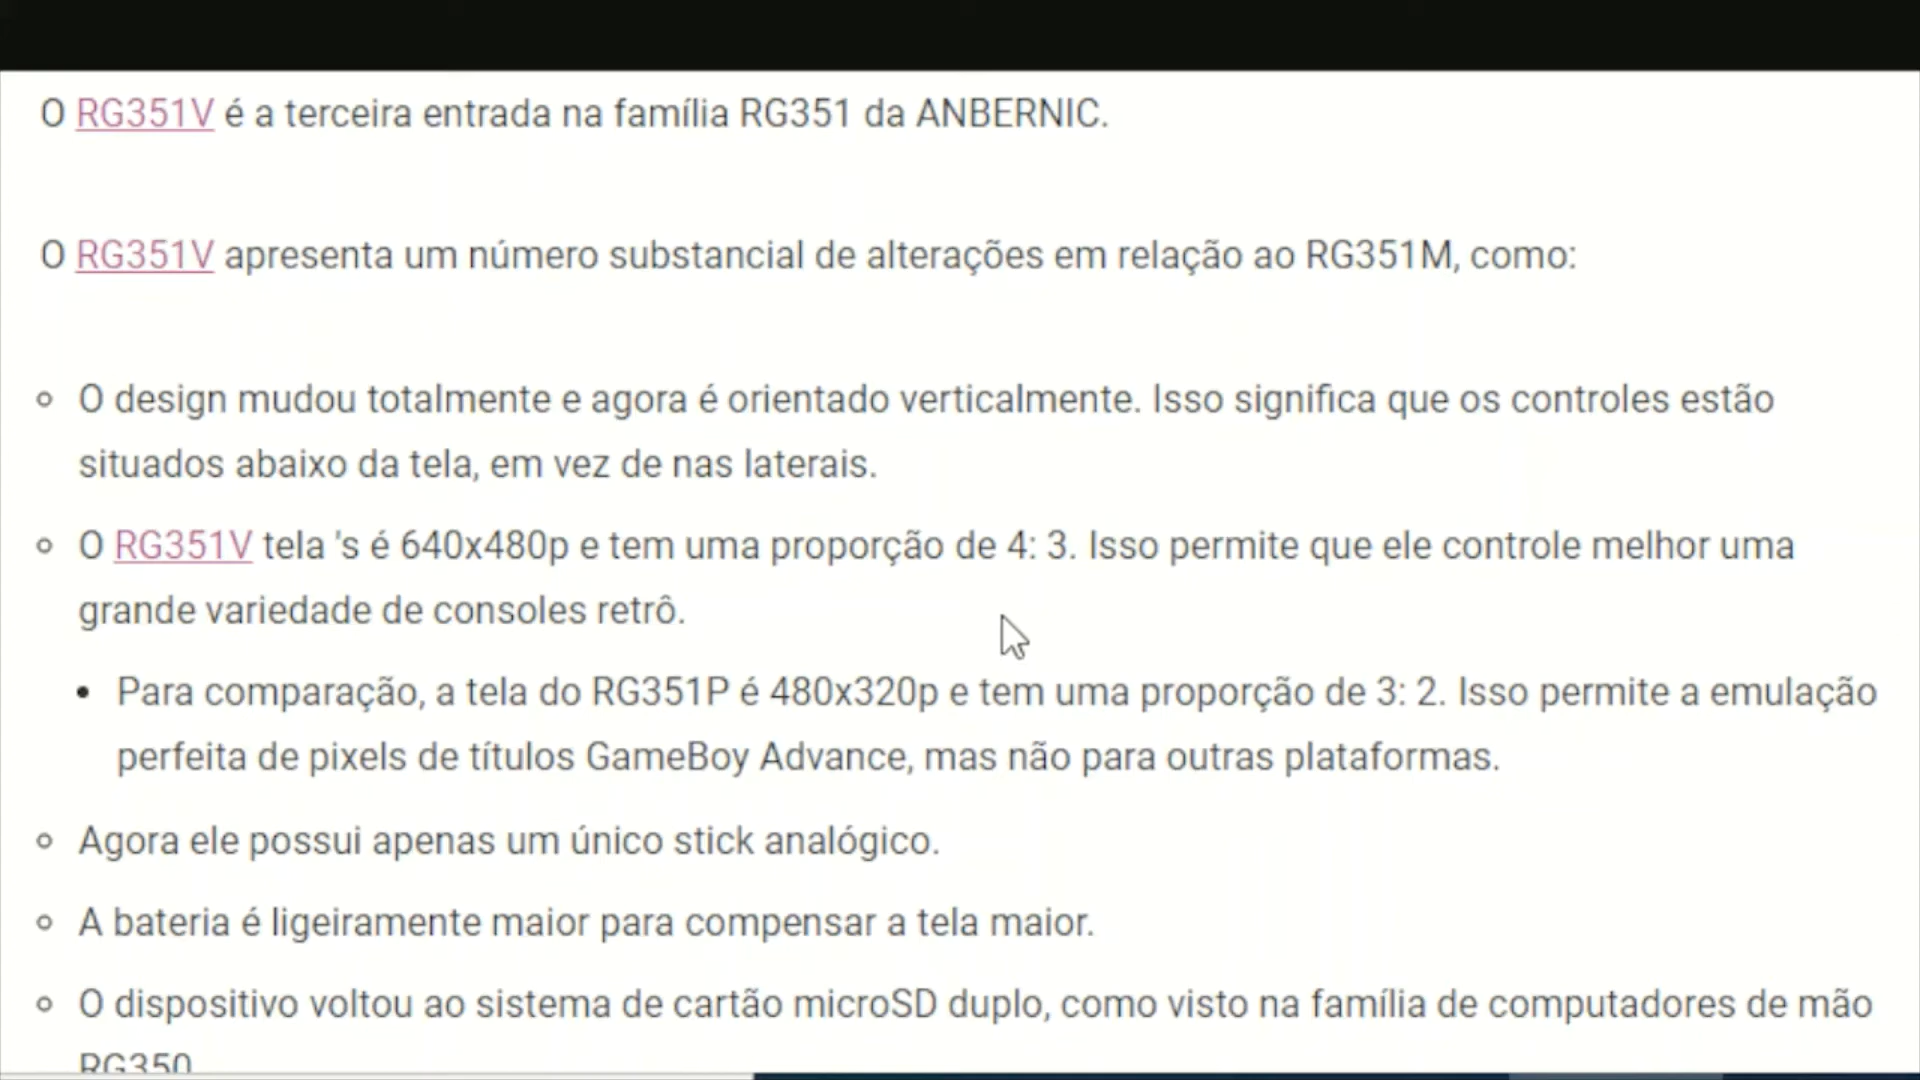 O RG351V é a terceira entrada na família RG351 da ANBERNIC.
O RG351V apresenta um número substancial de alterações em relação ao RG351M, como:
O design mudou totalmente e agora é orientado verticalmente. Isso significa que os controles estão
situados abaixo da tela, em vez de nas laterais.
O RG351V tela 's é 640x480p e tem uma proporção de 4: 3. Isso permite que ele controle melhor uma
grande variedade de consoles retrô.
Para comparação, a tela do RG351P é 480x320p e tem uma proporção de 3: 2. Isso permite a emulação
perfeita de pixels de títulos GameBoy Advance, mas não para outras plataformas.
Agora ele possui apenas um único stick analógico.
A bateria é ligeiramente maior para compensar a tela maior.
O dispositivo voltou ao sistema de cartão microSD duplo, como visto na família de computadores de mão
RG350